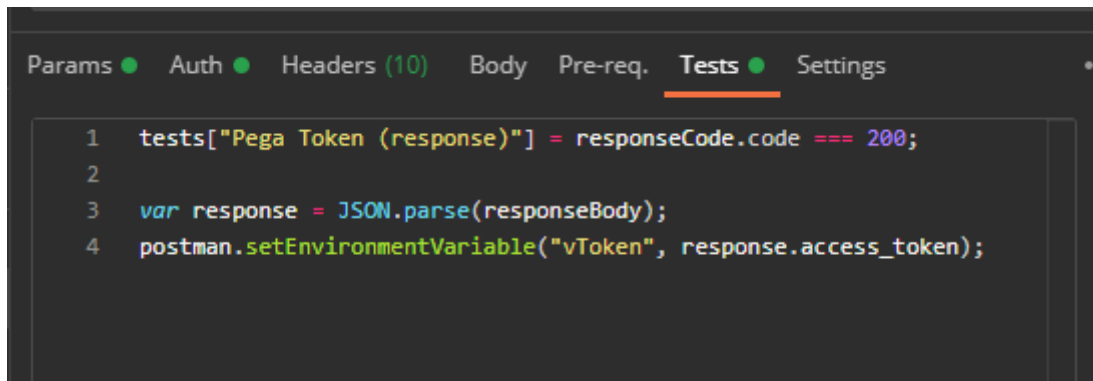 Params Auth Headers (10) Body Pre-req. Tests Settings
1 tests["Pega Token (response)"] = responseCode.code === 200;
2
3 var response = JSON.parse(responseBody);
4 postman.setEnvironmentVariable("vToken", response.access_token);